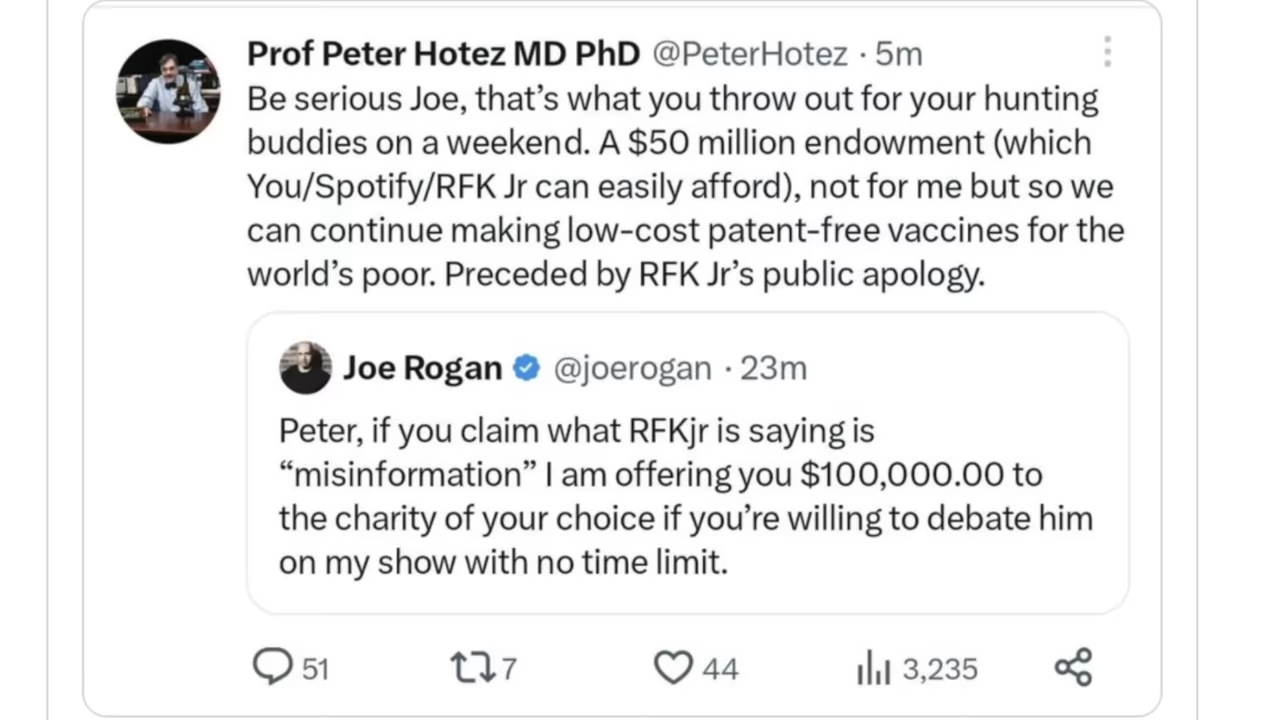 Prof Peter Hotez MD PhD @PeterHotez · 5m
Be serious Joe, that’s what you throw out for your hunting
buddies on a weekend. A $50 million endowment (which
You/Spotify/RFK Jr can easily afford), not for me but so we
can continue making low-cost patent-free vaccines for the
world’s poor. Preceded by RFK Jr’s public apology.
Joe Rogan @joerogan · 23m
Peter, if you claim what RFKjr is saying is
“misinformation” I am offering you $100,000.00 to
the charity of your choice if you’re willing to debate him
on my show with no time limit.
51 7 44 3,235